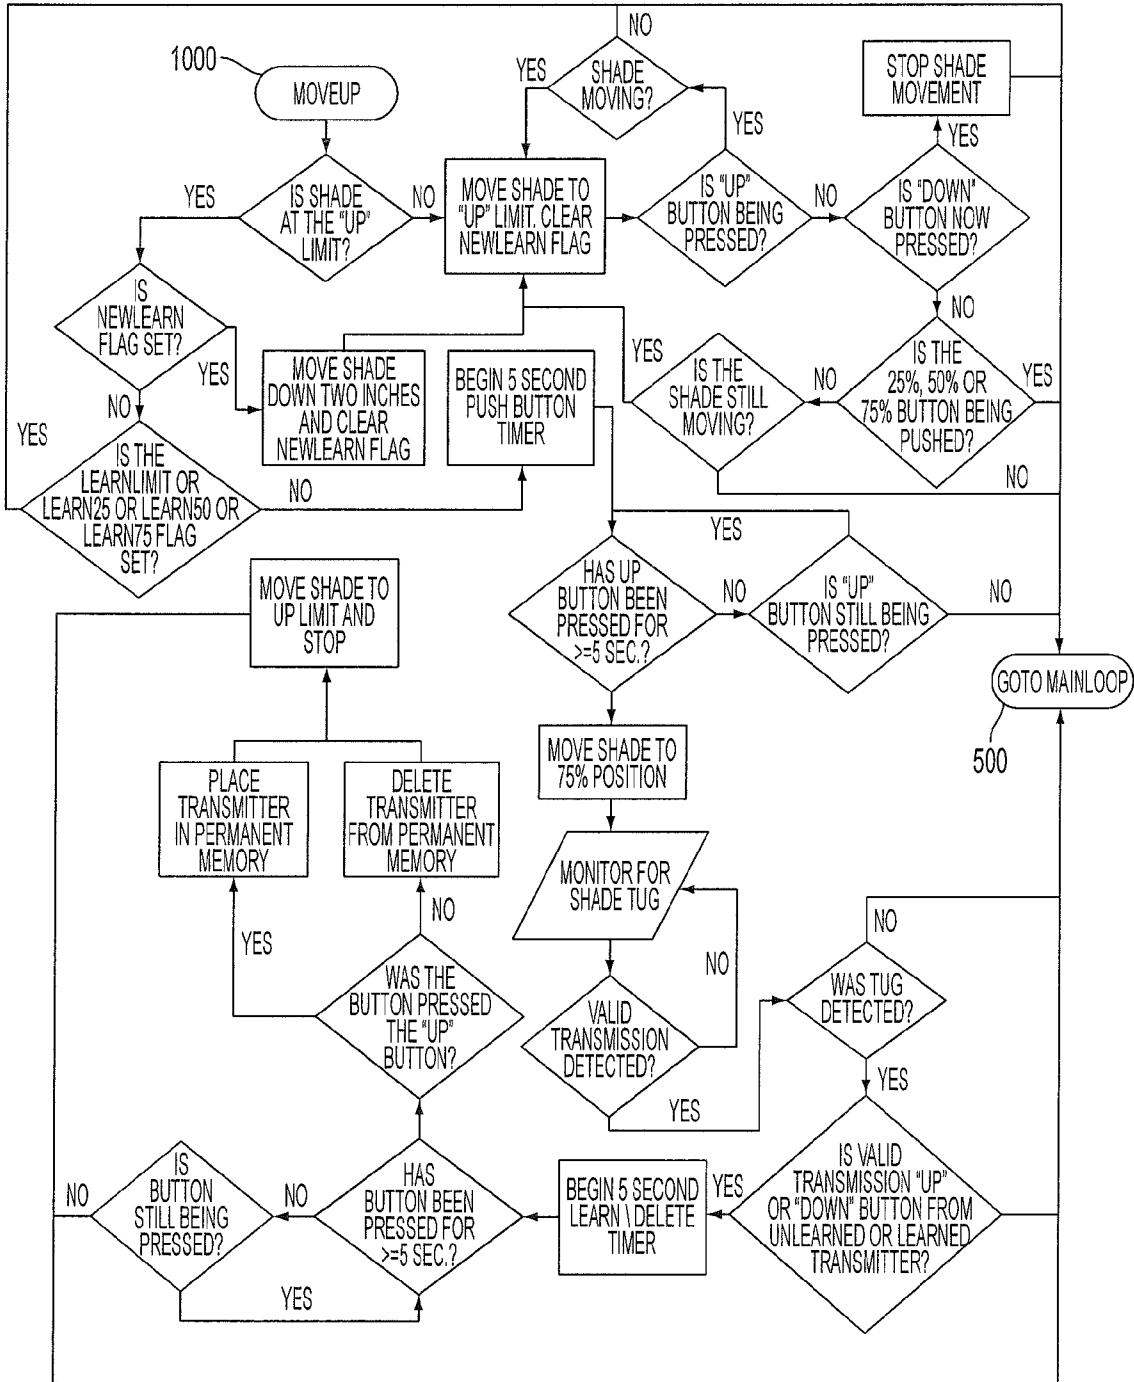 NO
1000
MOVEUP
YES
SHADE
MOVING?
STOP SHADE
MOVEMENT
YES
YES
YES
IS SHADE
AT THE "UP"
LIMIT?
NO
MOVE SHADE TO
"UP" LIMIT. CLEAR
NEWLEARN FLAG
IS "UP"
BUTTON BEING
PRESSED?
NO
IS "DOWN"
BUTTON NOW
PRESSED?
NO
IS
NEWLEARN
FLAG SET?
YES
NO
MOVE SHADE
DOWN TWO INCHES
AND CLEAR
NEWLEARN FLAG
BEGIN 5 SECOND
PUSH BUTTON
TIMER
YES
IS THE
SHADE STILL
MOVING?
NO
IS THE
25%, 50% OR
75% BUTTON BEING
PUSHED?
YES
YES
IS THE
LEARNLIMIT OR
LEARN25 OR LEARN50 OR
LEARN75 FLAG
SET?
NO
NO
YES
MOVE SHADE TO
UP LIMIT AND
STOP
HAS UP
BUTTON BEEN
PRESSED FOR
>=5 SEC.?
NO
IS "UP"
BUTTON STILL BEING
PRESSED?
NO
GOTO MAINLOOP
500
MOVE SHADE TO
75% POSITION
PLACE
TRANSMITTER
IN PERMANENT
MEMORY
DELETE
TRANSMITTER
FROM PERMANENT
MEMORY
MONITOR FOR
SHADE TUG
YES
NO
NO
NO
WAS THE
BUTTON PRESSED
THE "UP"
BUTTON?
VALID
TRANSMISSION
DETECTED?
WAS TUG
DETECTED?
YES
YES
NO
IS
BUTTON
STILL BEING
PRESSED?
NO
HAS
BUTTON BEEN
PRESSED FOR
>=5 SEC.?
BEGIN 5 SECOND
LEARN \ DELETE
TIMER
YES
IS VALID
TRANSMISSION "UP"
OR "DOWN" BUTTON FROM
UNLEARNED OR LEARNED
TRANSMITTER?
YES